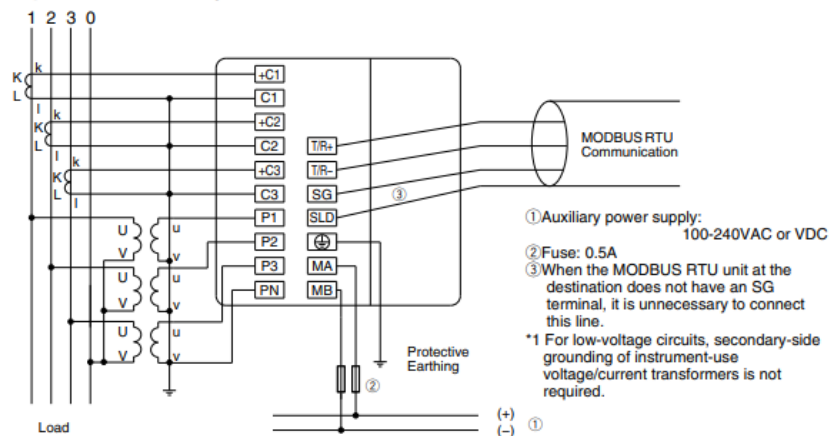 1 2 3 0
K
k
L
l
K
k
L
l
K
k
L
l
U
u
V
v
U
u
V
v
U
u
V
v
+C1
C1
+C2
C2
+C3
C3
P1
P2
P3
PN
T/R+
T/R−
SG
SLD
MA
MB
③
MODBUS RTU
Communication
②
Protective
Earthing
(+)
(−)
①
Load
①Auxiliary power supply:
100-240VAC or VDC
②Fuse: 0.5A
③When the MODBUS RTU unit at the
destination does not have an SG
terminal, it is unnecessary to connect
this line.
*1 For low-voltage circuits, secondary-side
grounding of instrument-use
voltage/current transformers is not
required.